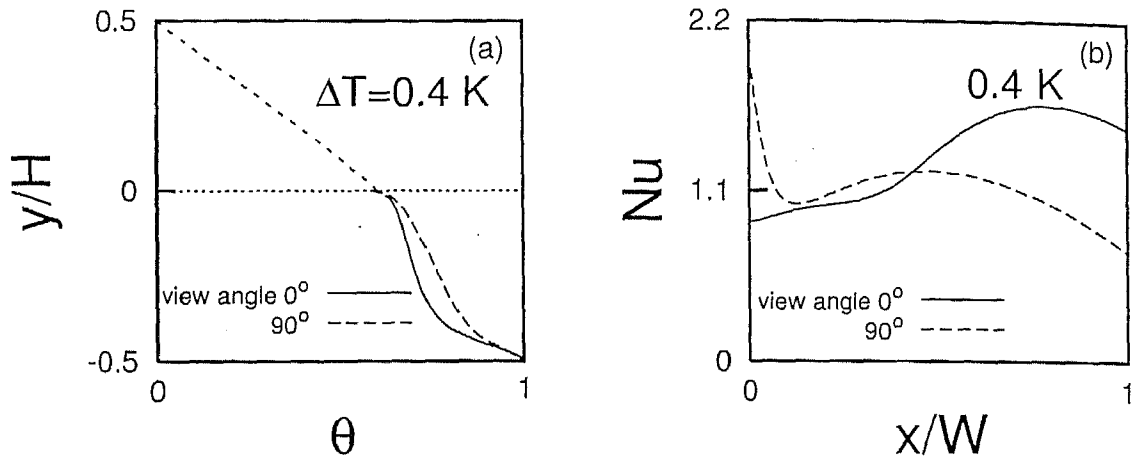 0.5
(a)
ΔT=0.4 K
y/H
0
view angle 0°
90°
-0.5
0
1
θ
2.2
(b)
0.4 K
Nu
1.1
view angle 0°
90°
0
0
1
x/W